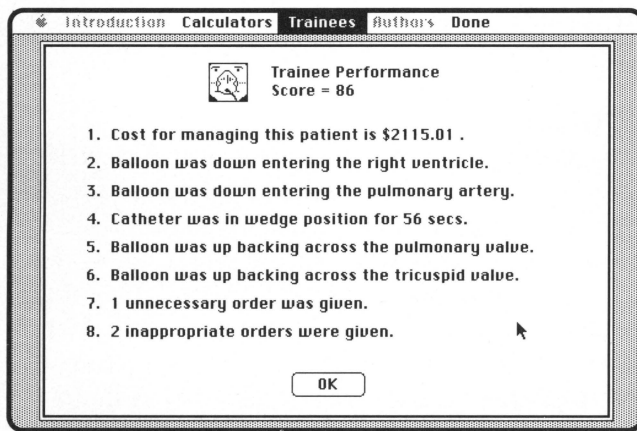 Introduction Calculators Trainees Authors Done
Trainee Performance
Score = 86
1. Cost for managing this patient is $2115.01 .
2. Balloon was down entering the right ventricle.
3. Balloon was down entering the pulmonary artery.
4. Catheter was in wedge position for 56 secs.
5. Balloon was up backing across the pulmonary valve.
6. Balloon was up backing across the tricuspid valve.
7. 1 unnecessary order was given.
8. 2 inappropriate orders were given.
OK